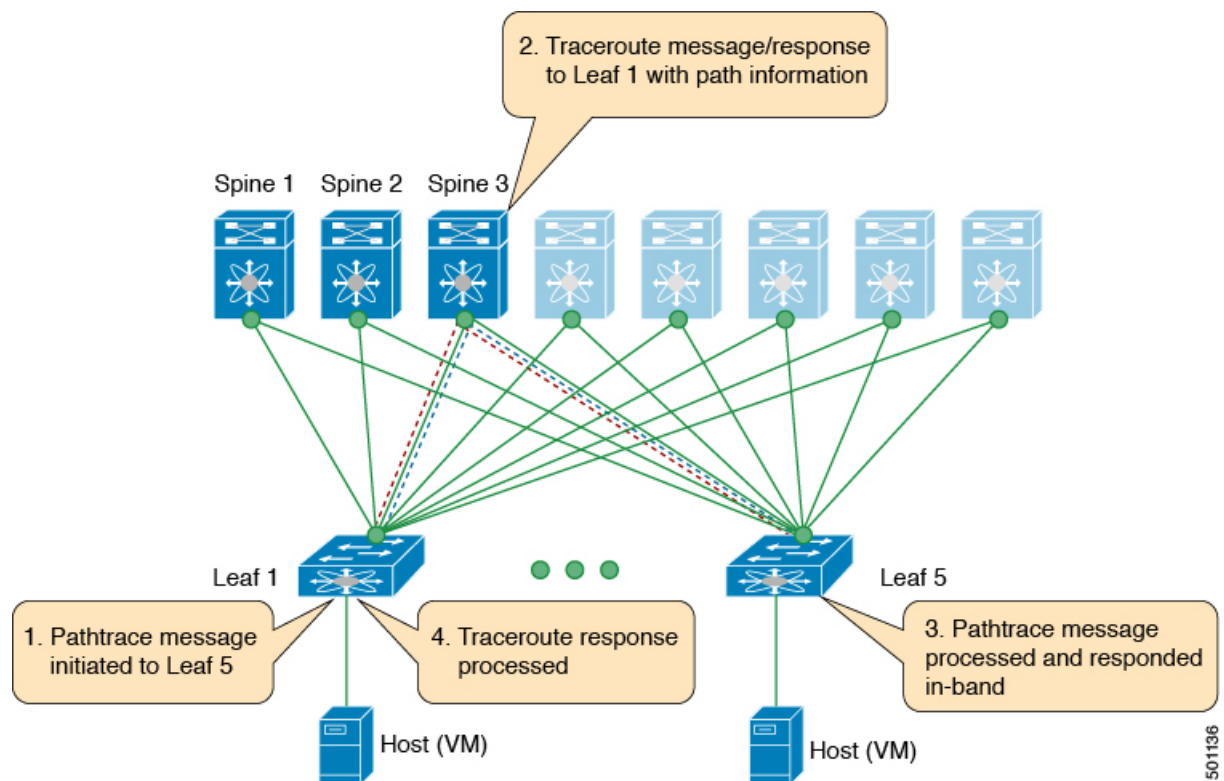 2. Traceroute message/response
to Leaf 1 with path information
Spine 1
Spine 2
Spine 3
Leaf 1
Leaf 5
1. Pathtrace message
initiated to Leaf 5
4. Traceroute response
processed
3. Pathtrace message
processed and responded
in-band
Host (VM)
Host (VM)
501136